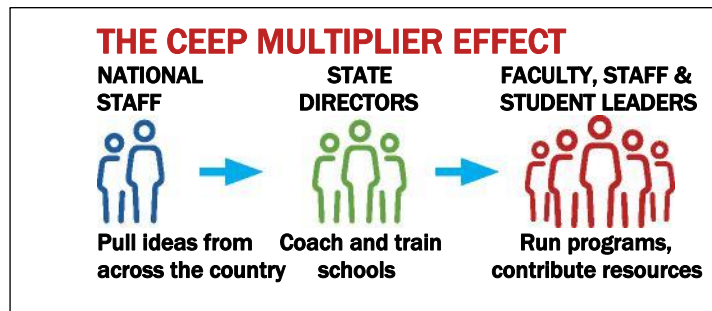 THE CEEP MULTIPLIER EFFECT
NATIONAL
STAFF
STATE
DIRECTORS
FACULTY, STAFF &
STUDENT LEADERS
Pull ideas from
across the country
Coach and train
schools
Run programs,
contribute resources